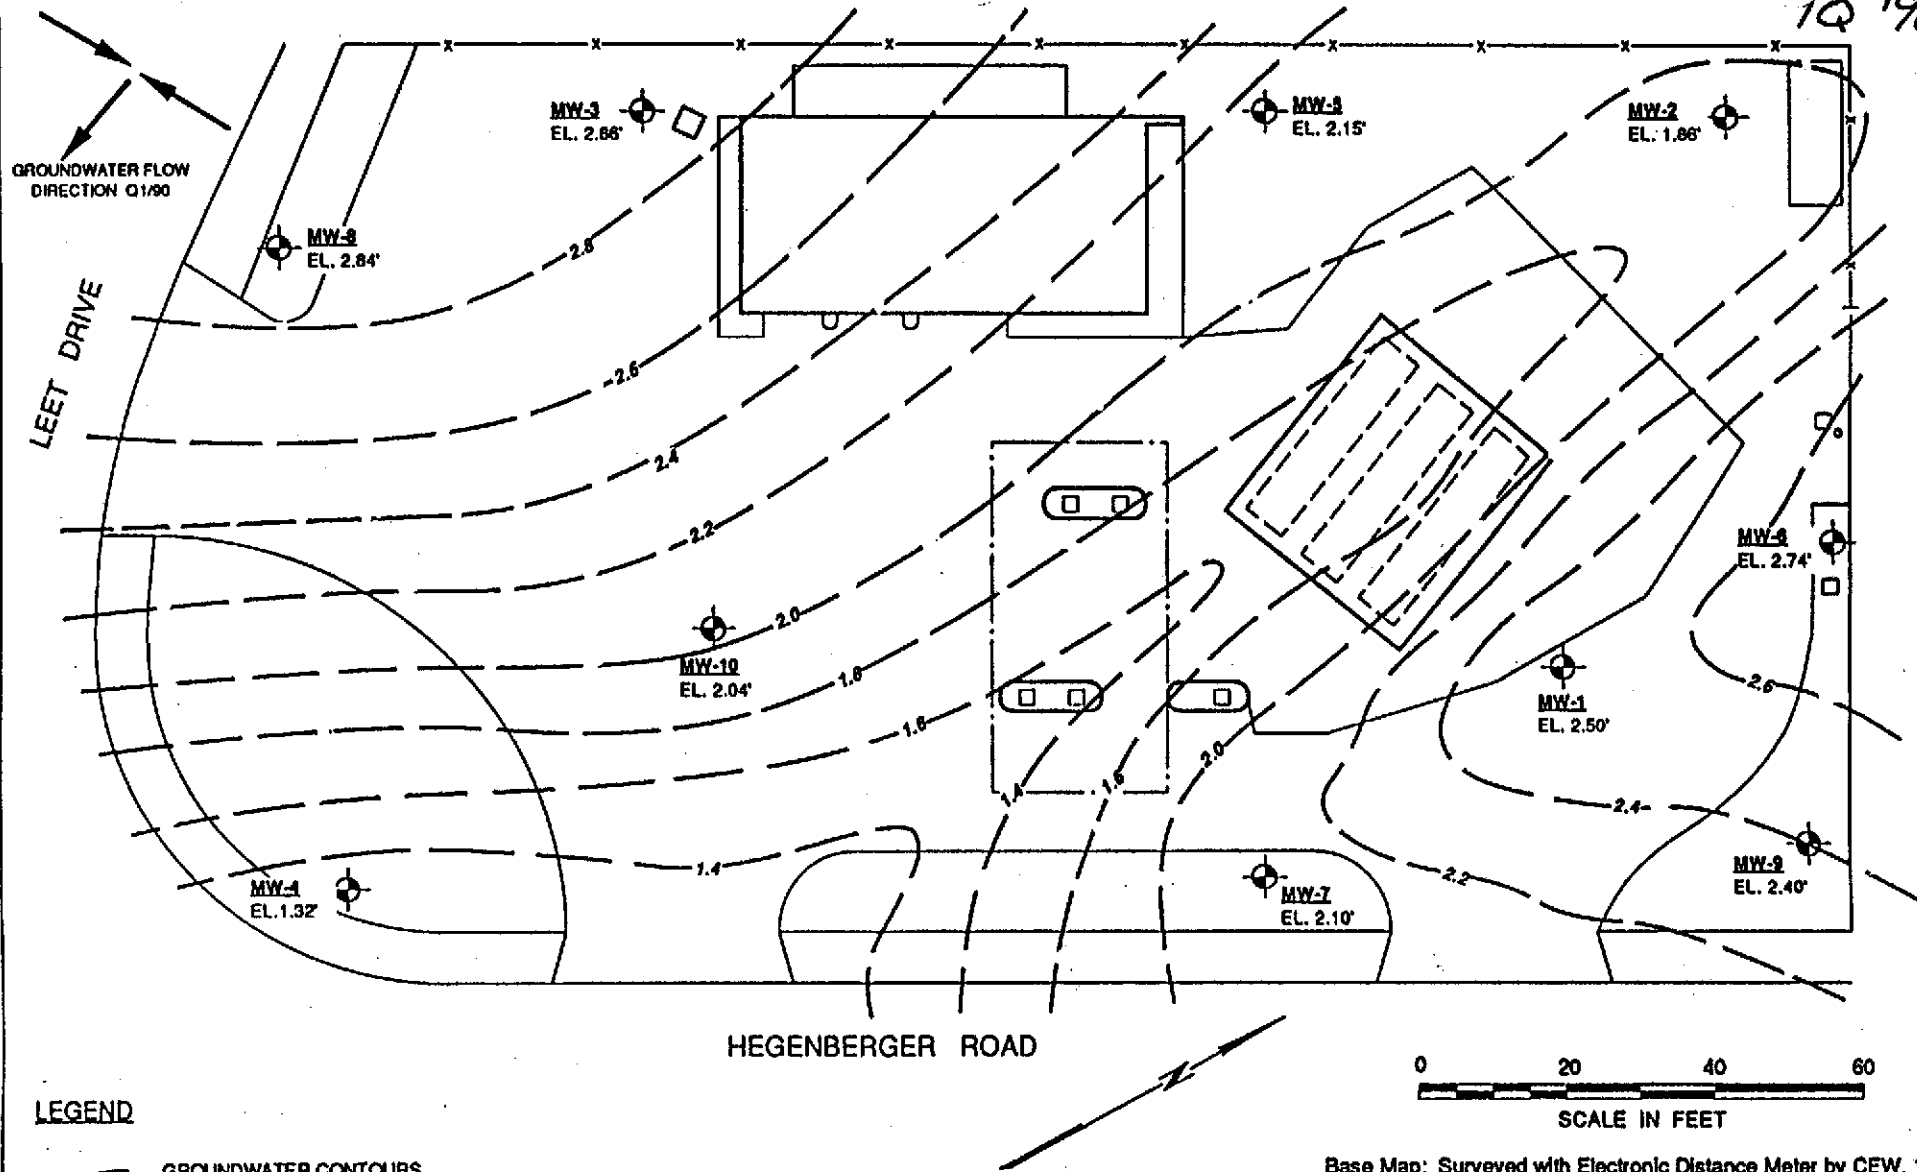 1Q
GROUNDWATER FLOW
DIRECTION Q1/90
MW-3
EL. 2.66'
MW-5
EL. 2.15'
MW-2
EL. 1.86'
MW-8
EL. 2.84'
LEET DRIVE
2.8
2.6
2.4
2.2
2.0
1.8
1.6
1.4
MW-10
EL. 2.04'
MW-6
EL. 2.74'
MW-1
EL. 2.50'
2.6
2.4
2.2
2.0
1.6
1.4
MW-4
EL.1.32'
MW-7
EL. 2.10'
MW-9
EL. 2.40'
HEGENBERGER ROAD
N
0 20 40 60
SCALE IN FEET
LEGEND
GROUNDWATER CONTOURS
Base Map: Surveyed with Electronic Distance Meter by CEW.